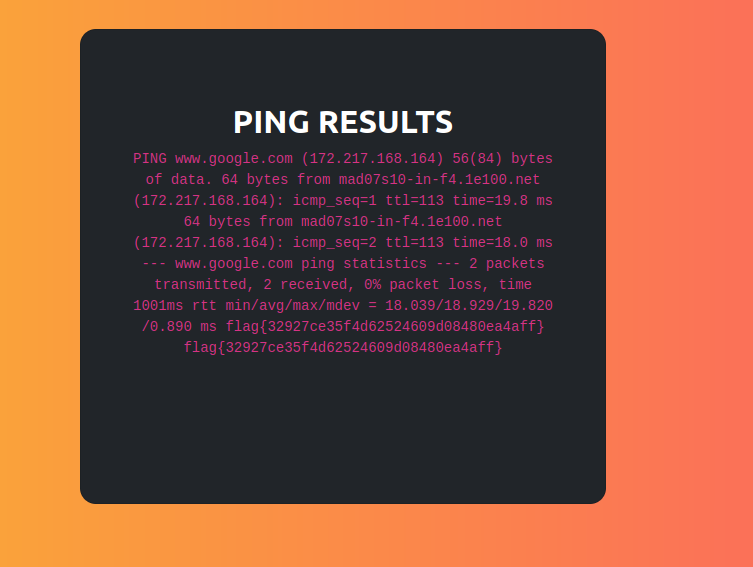 PING RESULTS
PING www.google.com (172.217.168.164) 56(84) bytes
of data. 64 bytes from mad07s10-in-f4.1e100.net
(172.217.168.164): icmp_seq=1 ttl=113 time=19.8 ms
64 bytes from mad07s10-in-f4.1e100.net
(172.217.168.164): icmp_seq=2 ttl=113 time=18.0 ms
--- www.google.com ping statistics --- 2 packets
transmitted, 2 received, 0% packet loss, time
1001ms rtt min/avg/max/mdev = 18.039/18.929/19.820
/0.890 ms flag{32927ce35f4d62524609d08480ea4aff}
flag{32927ce35f4d62524609d08480ea4aff}